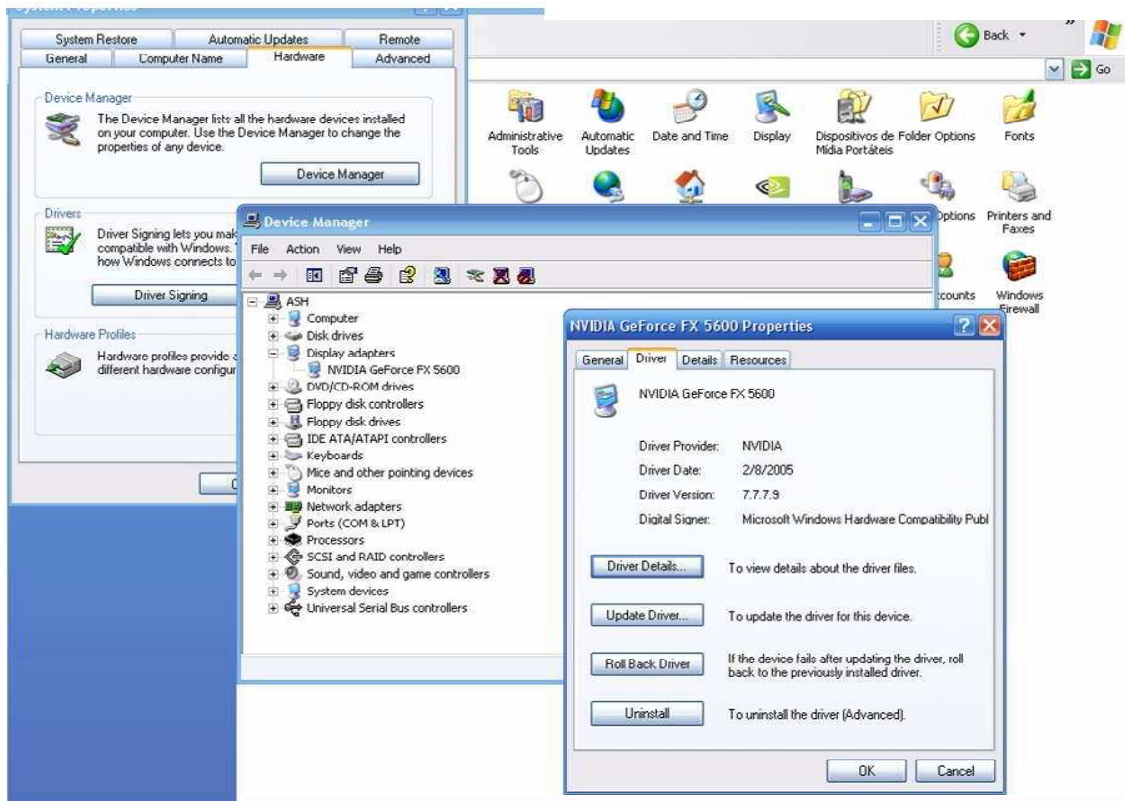 System Properties
System Restore Automatic Updates Remote
General Computer Name Hardware Advanced
Device Manager
The Device Manager lists all the hardware devices installed
on your computer. Use the Device Manager to change the
properties of any device.
Device Manager
Drivers
Driver Signing lets you mak
compatible with Windows.
how Windows connects to
Driver Signing
Hardware Profiles
Hardware profiles provide a
different hardware configur
Back
Go
Administrative
Tools
Automatic
Updates
Date and Time
Display
Dispositivos de
Mídia Portáteis
Folder Options
Fonts
Options
Printers and
Faxes
counts
Windows
Firewall
Device Manager
File Action View Help
ASH
Computer
Disk drives
Display adapters
NVIDIA GeForce FX 5600
DVD/CD-ROM drives
Floppy disk controllers
Floppy disk drives
IDE ATA/ATAPI controllers
Keyboards
Mice and other pointing devices
Monitors
Network adapters
Ports (COM & LPT)
Processors
SCSI and RAID controllers
Sound, video and game controllers
System devices
Universal Serial Bus controllers
NVIDIA GeForce FX 5600 Properties
General Driver Details Resources
NVIDIA GeForce FX 5600
Driver Provider: NVIDIA
Driver Date: 2/8/2005
Driver Version: 7.7.7.9
Digital Signer: Microsoft Windows Hardware Compatibility Publ
Driver Details... To view details about the driver files.
Update Driver... To update the driver for this device.
Roll Back Driver If the device fails after updating the driver, roll
back to the previously installed driver.
Uninstall To uninstall the driver (Advanced).
OK Cancel